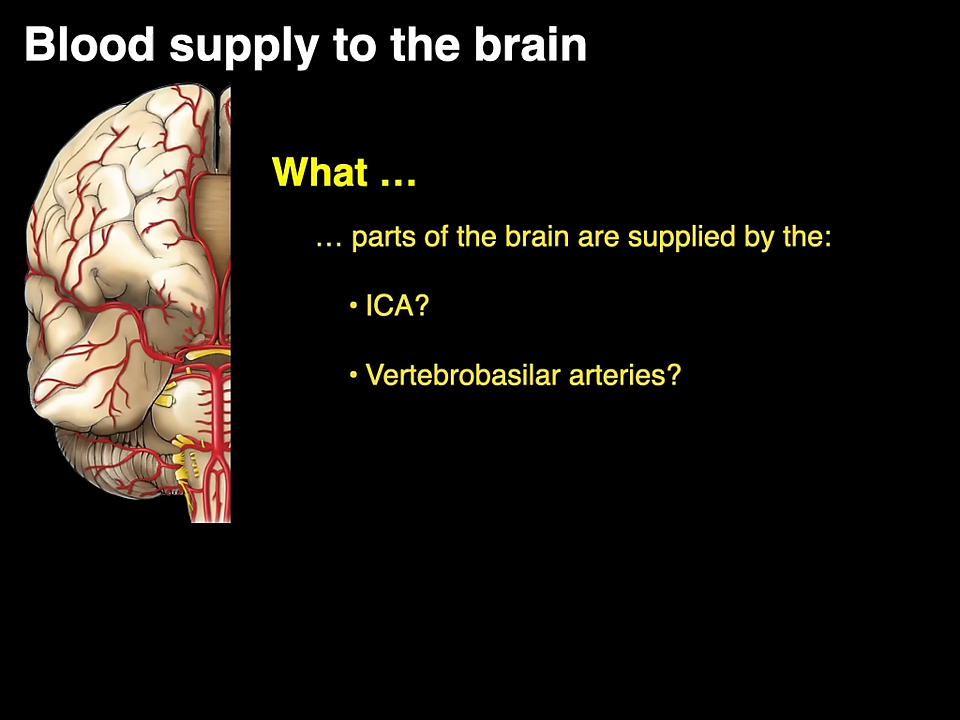 Blood supply to the brain
What …
… parts of the brain are supplied by the:
• ICA?
• Vertebrobasilar arteries?